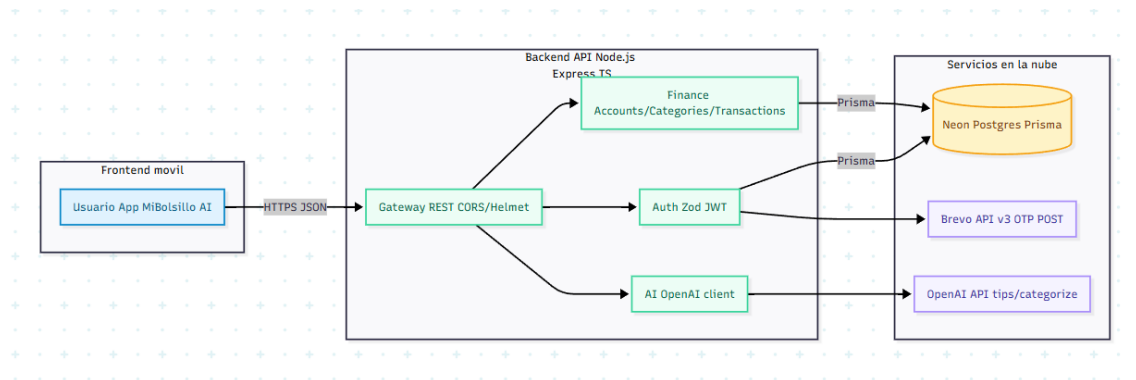 Frontend movil
Usuario App MiBolsillo AI
HTTPS JSON
Backend API Node.js
Express TS
Finance
Accounts/Categories/Transactions
Gateway REST CORS/Helmet
Auth Zod JWT
AI OpenAI client
Prisma
Prisma
Servicios en la nube
Neon Postgres Prisma
Brevo API v3 OTP POST
OpenAI API tips/categorize